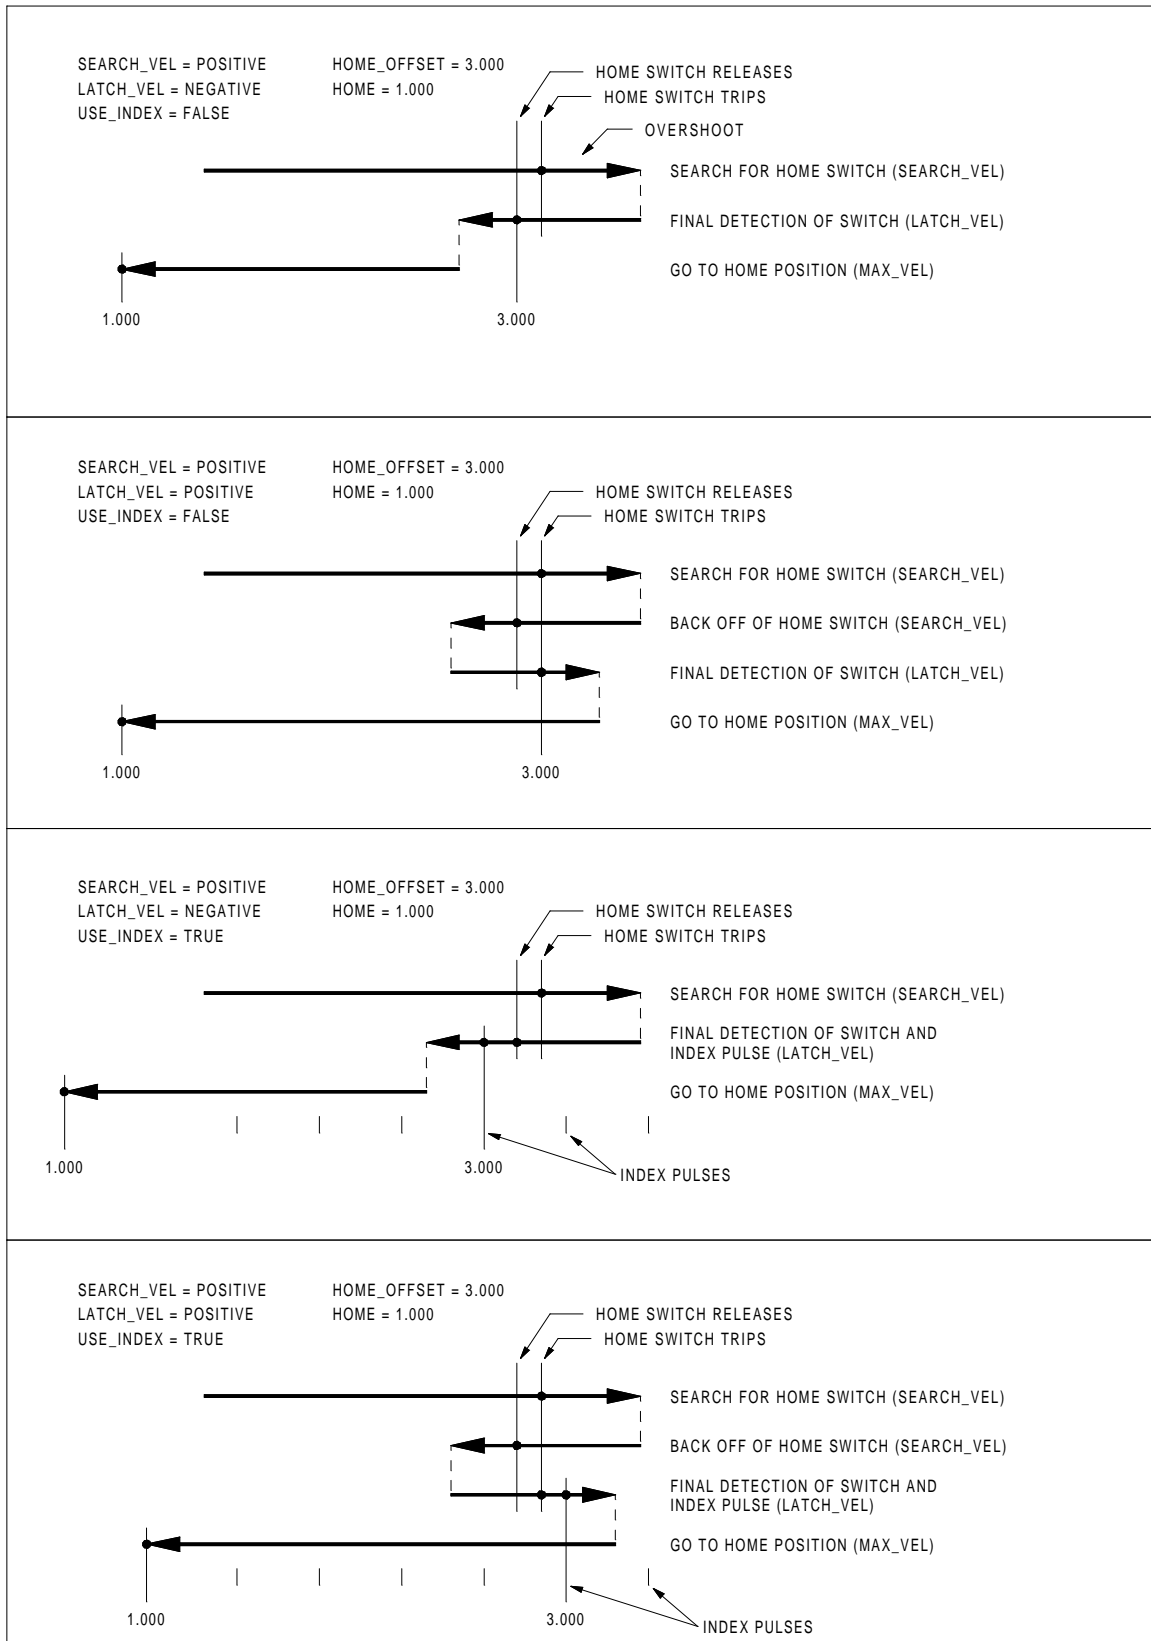 SEARCH_VEL = POSITIVE HOME_OFFSET = 3.000
LATCH_VEL = NEGATIVE HOME = 1.000
USE_INDEX = FALSE
HOME SWITCH RELEASES
HOME SWITCH TRIPS
OVERSHOOT
SEARCH FOR HOME SWITCH (SEARCH_VEL)
FINAL DETECTION OF SWITCH (LATCH_VEL)
GO TO HOME POSITION (MAX_VEL)
1.000 3.000
SEARCH_VEL = POSITIVE HOME_OFFSET = 3.000
LATCH_VEL = POSITIVE HOME = 1.000
USE_INDEX = FALSE
HOME SWITCH RELEASES
HOME SWITCH TRIPS
SEARCH FOR HOME SWITCH (SEARCH_VEL)
BACK OFF OF HOME SWITCH (SEARCH_VEL)
FINAL DETECTION OF SWITCH (LATCH_VEL)
GO TO HOME POSITION (MAX_VEL)
1.000 3.000
SEARCH_VEL = POSITIVE HOME_OFFSET = 3.000
LATCH_VEL = NEGATIVE HOME = 1.000
USE_INDEX = TRUE
HOME SWITCH RELEASES
HOME SWITCH TRIPS
SEARCH FOR HOME SWITCH (SEARCH_VEL)
FINAL DETECTION OF SWITCH AND
INDEX PULSE (LATCH_VEL)
GO TO HOME POSITION (MAX_VEL)
1.000 3.000
INDEX PULSES
SEARCH_VEL = POSITIVE HOME_OFFSET = 3.000
LATCH_VEL = POSITIVE HOME = 1.000
USE_INDEX = TRUE
HOME SWITCH RELEASES
HOME SWITCH TRIPS
SEARCH FOR HOME SWITCH (SEARCH_VEL)
BACK OFF OF HOME SWITCH (SEARCH_VEL)
FINAL DETECTION OF SWITCH AND
INDEX PULSE (LATCH_VEL)
GO TO HOME POSITION (MAX_VEL)
1.000 3.000
INDEX PULSES